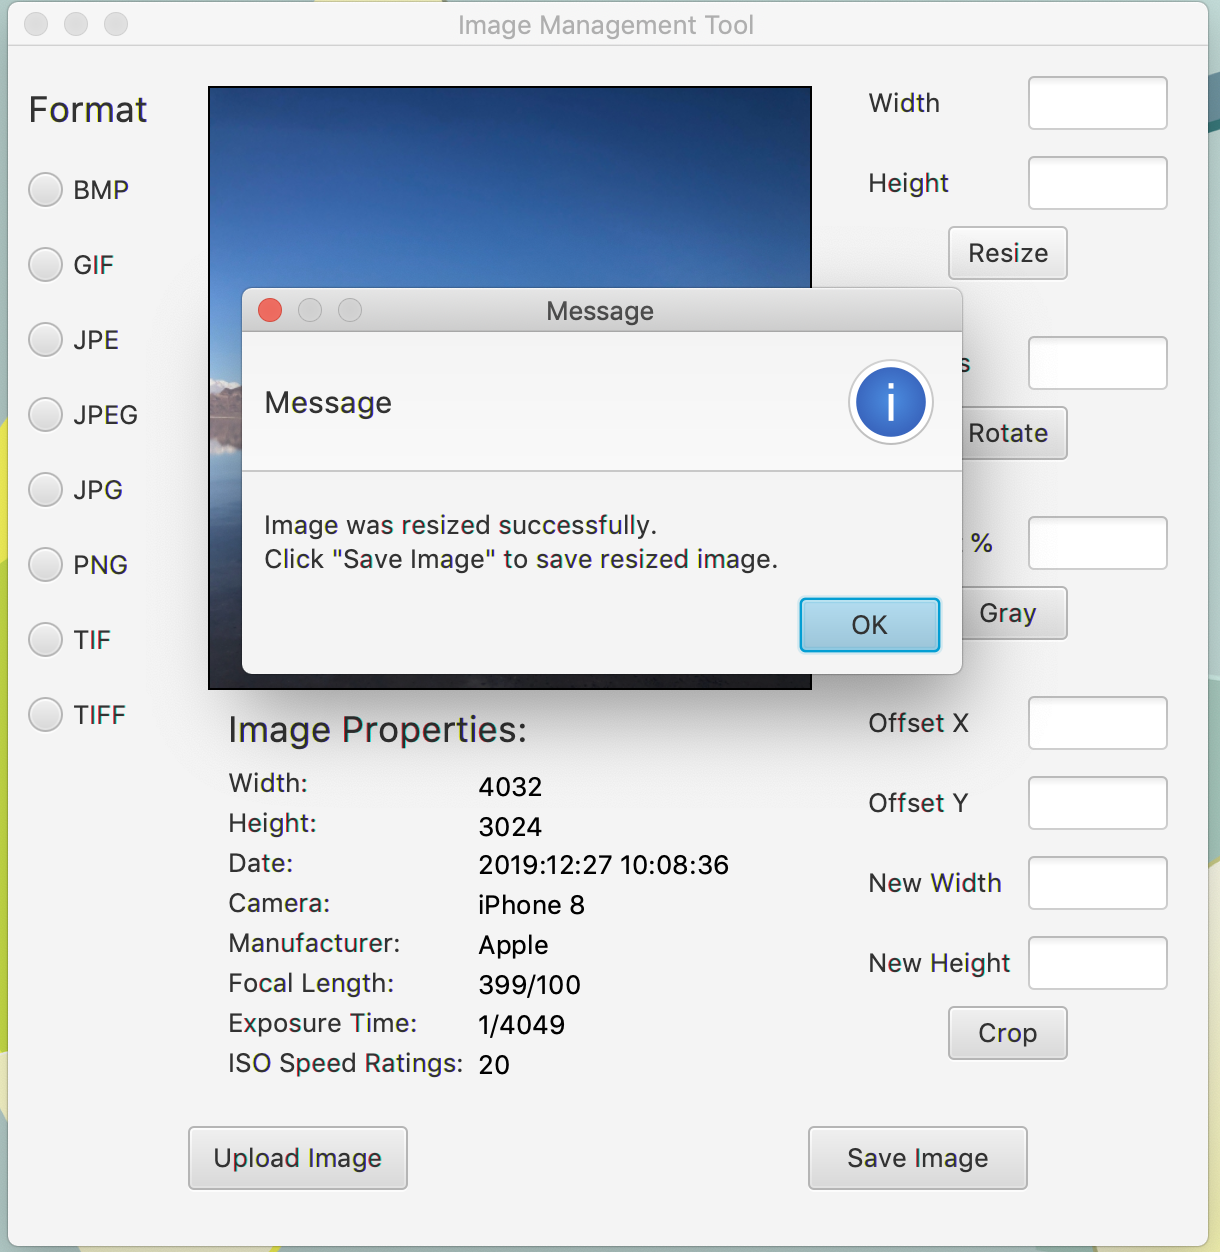 Image Management Tool
Format
BMP
GIF
JPE
JPEG
JPG
PNG
TIF
TIFF
Width
Height
Resize
Rotate
%
Gray
Offset X
Offset Y
New Width
New Height
Crop
Message
Message
i
Image was resized successfully.
Click "Save Image" to save resized image.
OK
Image Properties:
Width: 4032
Height: 3024
Date: 2019:12:27 10:08:36
Camera: iPhone 8
Manufacturer: Apple
Focal Length: 399/100
Exposure Time: 1/4049
ISO Speed Ratings: 20
Upload Image
Save Image